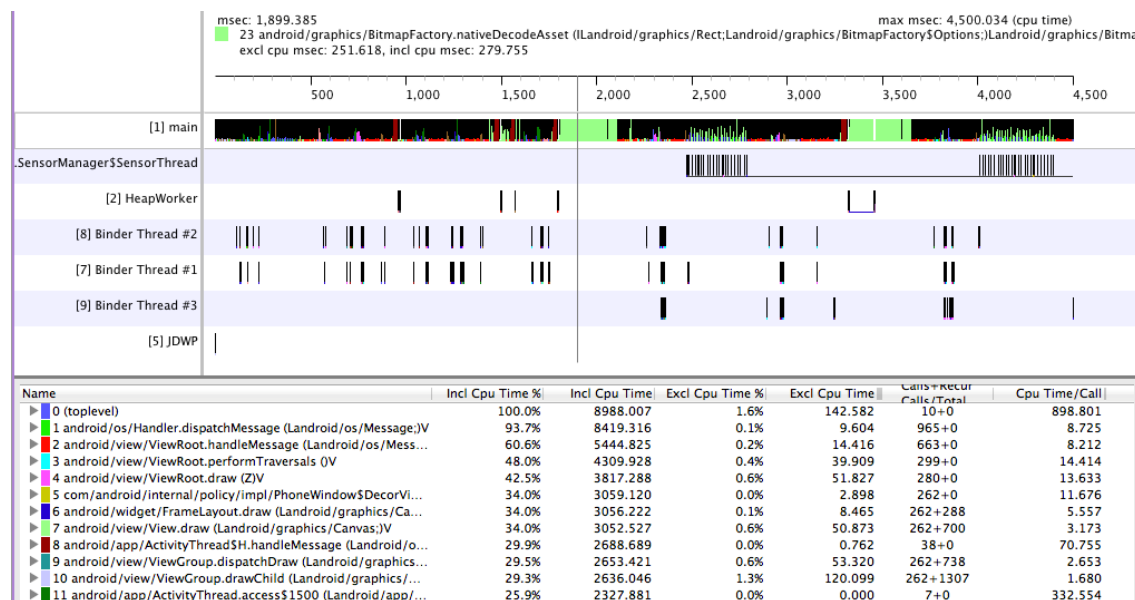 msec: 1,899.385 max msec: 4,500.034 (cpu time)
23 android/graphics/BitmapFactory.nativeDecodeAsset (ILandroid/graphics/Rect;Landroid/graphics/BitmapFactory$Options;)Landroid/graphics/Bitma
excl cpu msec: 251.618, incl cpu msec: 279.755
500 1,000 1,500 2,000 2,500 3,000 3,500 4,000 4,500
[1] main
.SensorManager$SensorThread
[2] HeapWorker
[8] Binder Thread #2
[7] Binder Thread #1
[9] Binder Thread #3
[5] JDWP
Name Incl Cpu Time % Incl Cpu Time Excl Cpu Time % Excl Cpu Time Calls+Recur Calls/Total Cpu Time/Call
0 (toplevel) 100.0% 8988.007 1.6% 142.582 10+0 898.801
1 android/os/Handler.dispatchMessage (Landroid/os/Message;)V 93.7% 8419.316 0.1% 9.604 965+0 8.725
2 android/view/ViewRoot.handleMessage (Landroid/os/Mess... 60.6% 5444.825 0.2% 14.416 663+0 8.212
3 android/view/ViewRoot.performTraversals ()V 48.0% 4309.928 0.4% 39.909 299+0 14.414
4 android/view/ViewRoot.draw (Z)V 42.5% 3817.288 0.6% 51.827 280+0 13.633
5 com/android/internal/policy/impl/PhoneWindow$DecorVi... 34.0% 3059.120 0.0% 2.898 262+0 11.676
6 android/widget/FrameLayout.draw (Landroid/graphics/Ca... 34.0% 3056.222 0.1% 8.465 262+288 5.557
7 android/view/View.draw (Landroid/graphics/Canvas;)V 34.0% 3052.527 0.6% 50.873 262+700 3.173
8 android/app/ActivityThread$H.handleMessage (Landroid/o... 29.9% 2688.689 0.0% 0.762 38+0 70.755
9 android/view/ViewGroup.dispatchDraw (Landroid/graphics... 29.5% 2653.421 0.6% 53.320 262+738 2.653
10 android/view/ViewGroup.drawChild (Landroid/graphics/... 29.3% 2636.046 1.3% 120.099 262+1307 1.680
11 android/app/ActivityThread.access$1500 (Landroid/app/... 25.9% 2327.881 0.0% 0.000 7+0 332.554